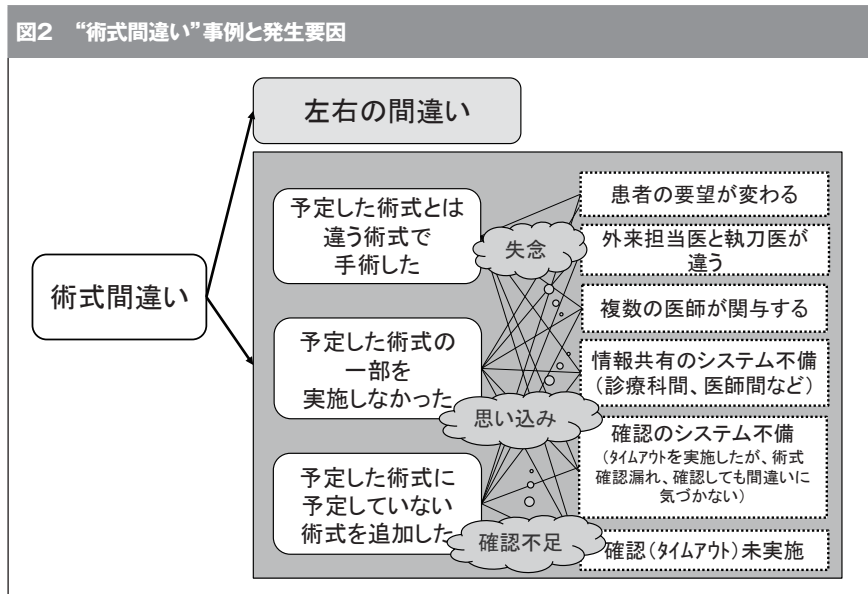 図2 “術式間違い”事例と発生要因
術式間違い
左右の間違い
予定した術式とは
違う術式で
手術した
予定した術式の
一部を
実施しなかった
予定した術式に
予定していない
術式を追加した
失念
思い込み
確認不足
患者の要望が変わる
外来担当医と執刀医が
違う
複数の医師が関与する
情報共有のシステム不備
(診療科間、医師間など)
確認のシステム不備
(タイムアウトを実施したが、術式
確認漏れ、確認しても間違いに
気づかない)
確認(タイムアウト)未実施